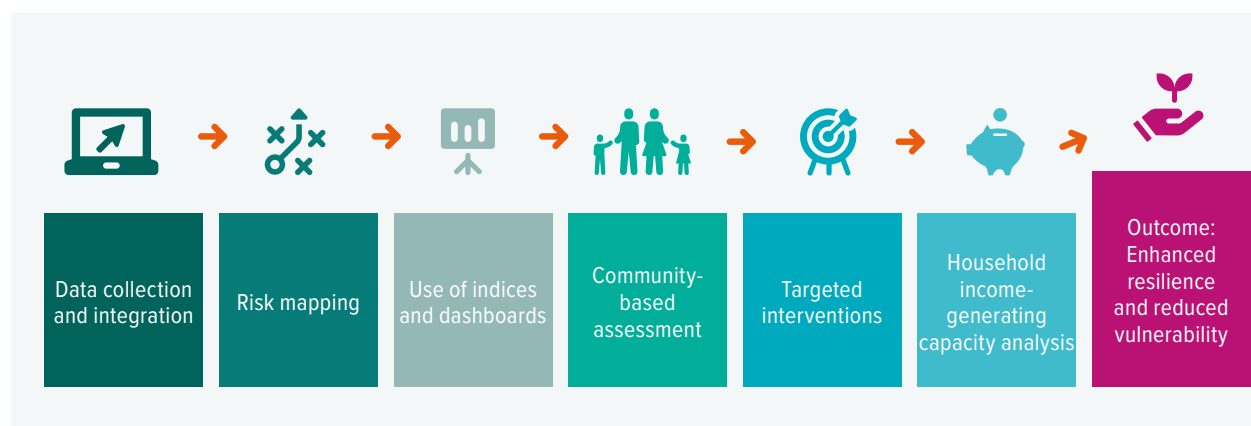 Data collection
and integration
Risk mapping
Use of indices
and dashboards
Community-
based
assessment
Targeted
interventions
Household
income-
generating
capacity analysis
Outcome:
Enhanced
resilience
and reduced
vulnerability